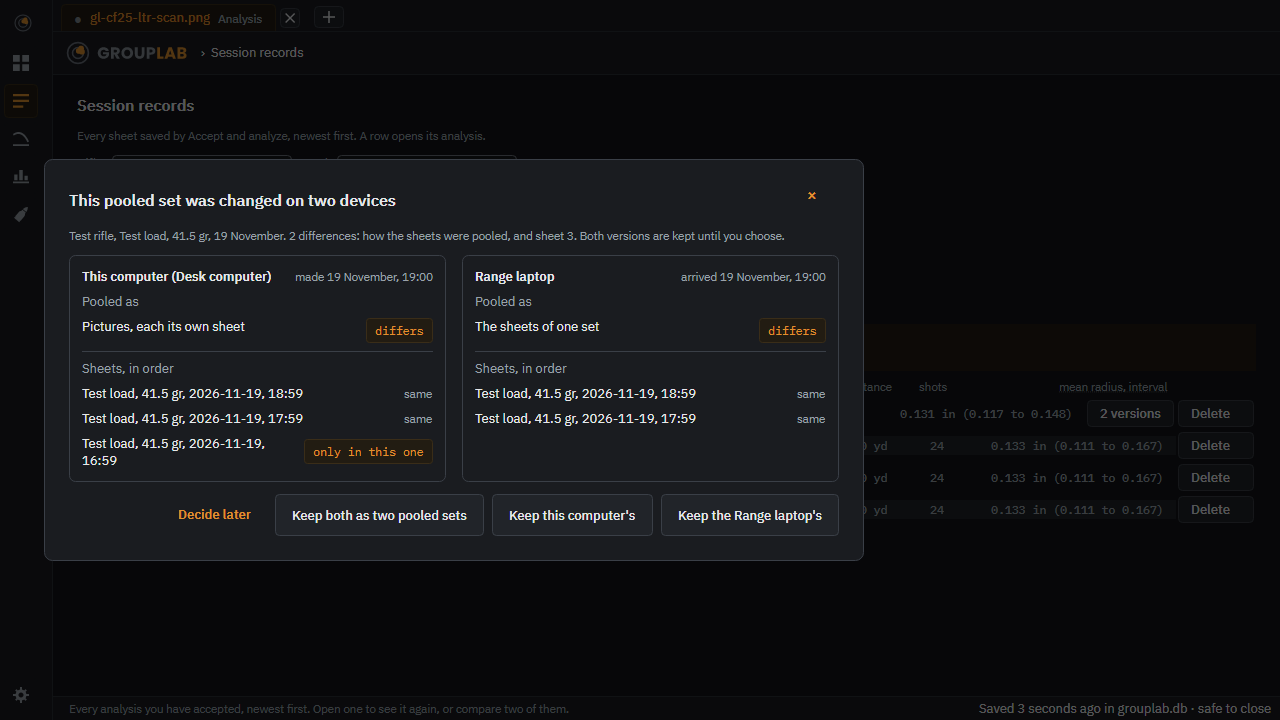 gl-cf25-ltr-scan.png Analysis
GROUPLAB › Session records
Session records
Every sheet saved by Accept and analyze, newest first. A row opens its analysis.
This pooled set was changed on two devices
Test rifle, Test load, 41.5 gr, 19 November. 2 differences: how the sheets were pooled, and sheet 3. Both versions are kept until you choose.
This computer (Desk computer) made 19 November, 19:00
Pooled as
Pictures, each its own sheet differs
Sheets, in order
Test load, 41.5 gr, 2026-11-19, 18:59 same
Test load, 41.5 gr, 2026-11-19, 17:59 same
Test load, 41.5 gr, 2026-11-19,
16:59 only in this one
Range laptop arrived 19 November, 19:00
Pooled as
The sheets of one set differs
Sheets, in order
Test load, 41.5 gr, 2026-11-19, 18:59 same
Test load, 41.5 gr, 2026-11-19, 17:59 same
Decide later Keep both as two pooled sets Keep this computer's Keep the Range laptop's
shots mean radius, interval
0.131 in (0.117 to 0.148) 2 versions Delete
yd 24 0.133 in (0.111 to 0.167) Delete
yd 24 0.133 in (0.111 to 0.167) Delete
yd 24 0.133 in (0.111 to 0.167) Delete
Every analysis you have accepted, newest first. Open one to see it again, or compare two of them.
Saved 3 seconds ago in grouplab.db · safe to close